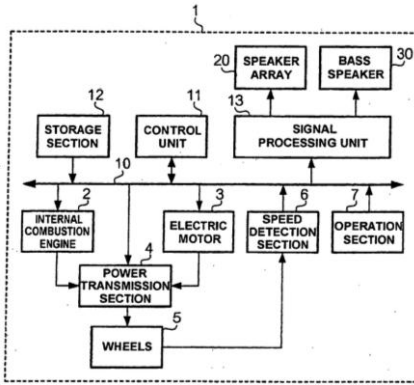 1
20
SPEAKER
ARRAY
BASS
SPEAKER
30
12
11
13
STORAGE
SECTION
CONTROL
UNIT
SIGNAL
PROCESSING UNIT
10
2
3
6
7
INTERNAL
COMBUSTION
ENGINE
ELECTRIC
MOTOR
SPEED
DETECTION
SECTION
OPERATION
SECTION
4
POWER
TRANSMISSION
SECTION
5
WHEELS